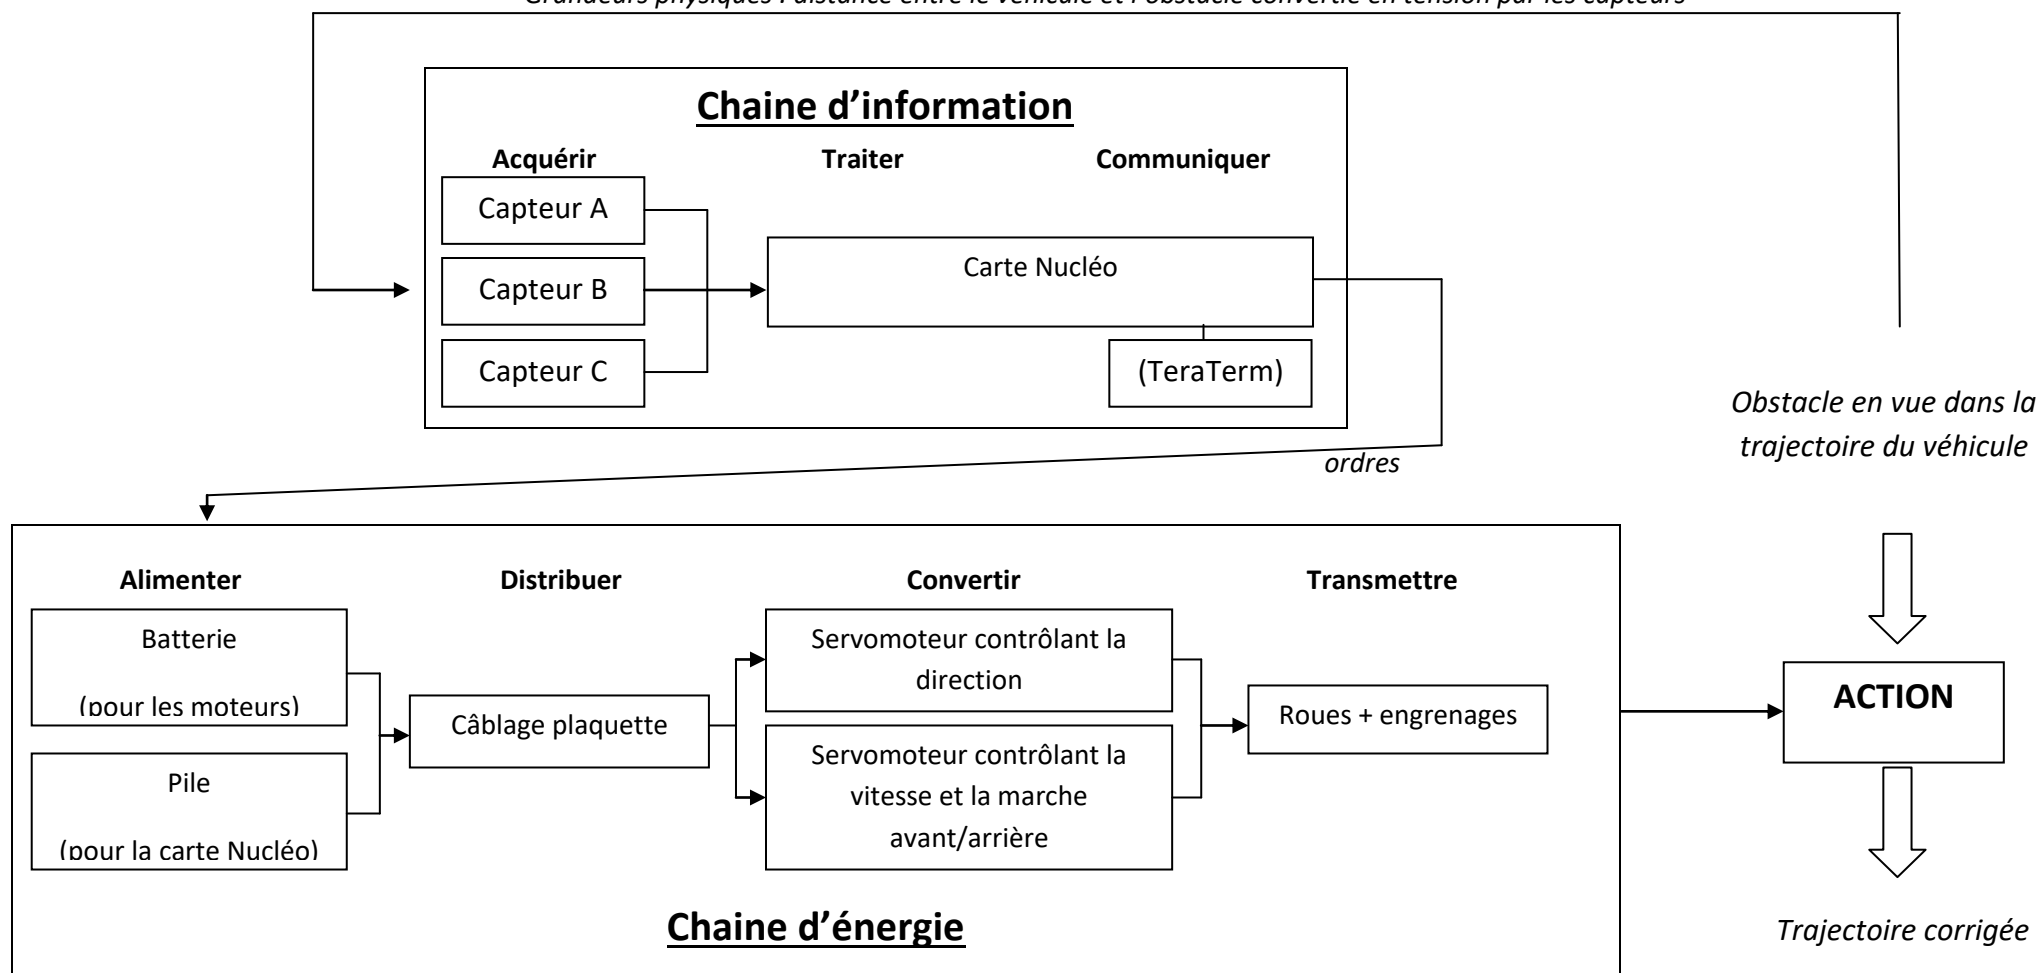 Grandeurs physiques : distance entre le véhicule et l'obstacle convertie en tension par les capteurs
Chaine d'information
Acquérir
Traiter
Communiquer
Capteur A
Capteur B
Capteur C
Carte Nucléo
(TeraTerm)
ordres
Obstacle en vue dans la
trajectoire du véhicule
Alimenter
Distribuer
Convertir
Transmettre
Batterie
(pour les moteurs)
Pile
(pour la carte Nucléo)
Câblage plaquette
Servomoteur contrôlant la
direction
Servomoteur contrôlant la
vitesse et la marche
avant/arrière
Roues + engrenages
ACTION
Chaine d'énergie
Trajectoire corrigée